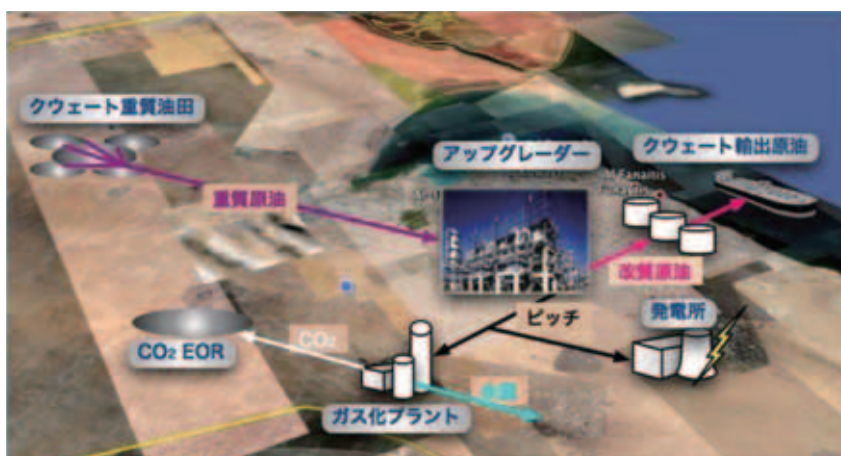 クウェート重質油田
アップグレーダー
クウェート輸出原油
重質原油
改質原油
ピッチ
発電所
CO₂
CO₂ EOR
ガス化プラント